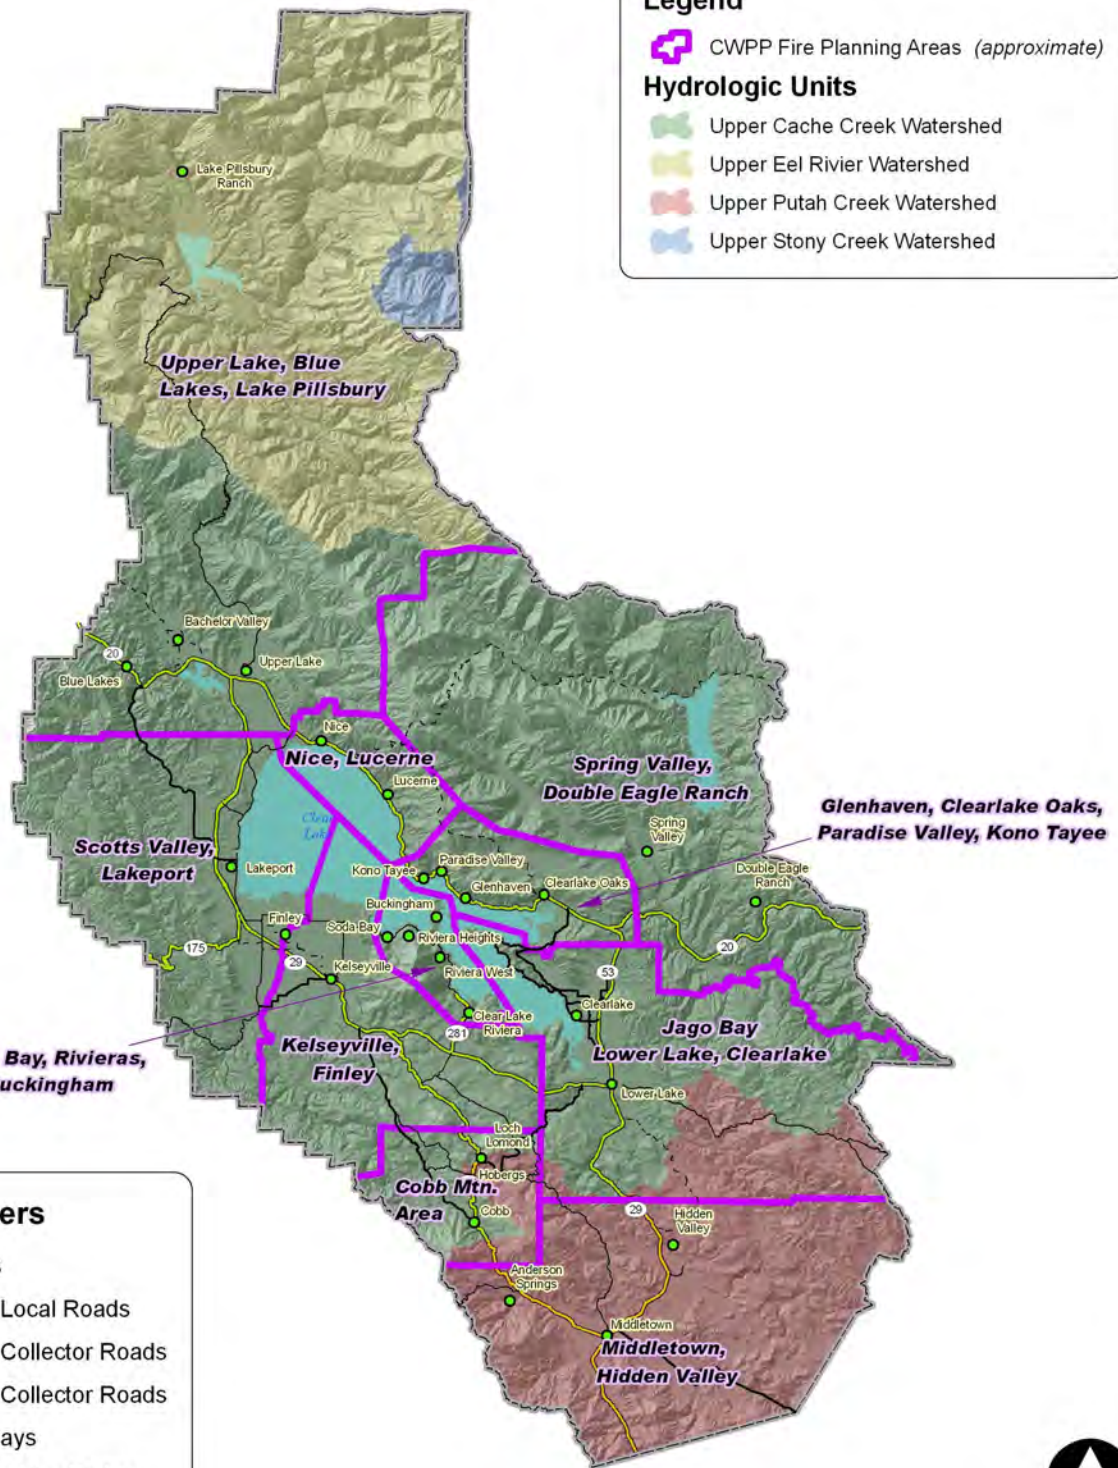 Legend
CWPP Fire Planning Areas (approximate)
Hydrologic Units
Upper Cache Creek Watershed
Upper Eel Rivier Watershed
Upper Putah Creek Watershed
Upper Stony Creek Watershed
Lake Pillsbury
Ranch
Upper Lake, Blue
Lakes, Lake Pillsbury
Bachelor Valley
20
Upper Lake
Blue Lakes
Nice
Nice, Lucerne
Lucerne
Spring Valley,
Double Eagle Ranch
Glenhaven, Clearlake Oaks,
Paradise Valley, Kono Tayee
Clear
Lake
Spring
Valley
Scotts Valley,
Lakeport
Lakeport
Kono Tayee
Paradise Valley
Glenhaven
Clearlake Oaks
Double Eagle
Ranch
Buckingham
Finley
Soda Bay
Riviera Heights
175
29
20
Kelseyville
Riviera West
53
Clearlake
Clear Lake
Riviera
281
Jago Bay
Lower Lake, Clearlake
Bay, Rivieras,
uckingham
Kelseyville,
Finley
Lower Lake
Loch
Lomond
Hobergs
Cobb Mtn.
Area
Cobb
29
Hidden
Valley
Anderson
Springs
Middletown
Middletown,
Hidden Valley
ers
s
Local Roads
Collector Roads
Collector Roads
ays